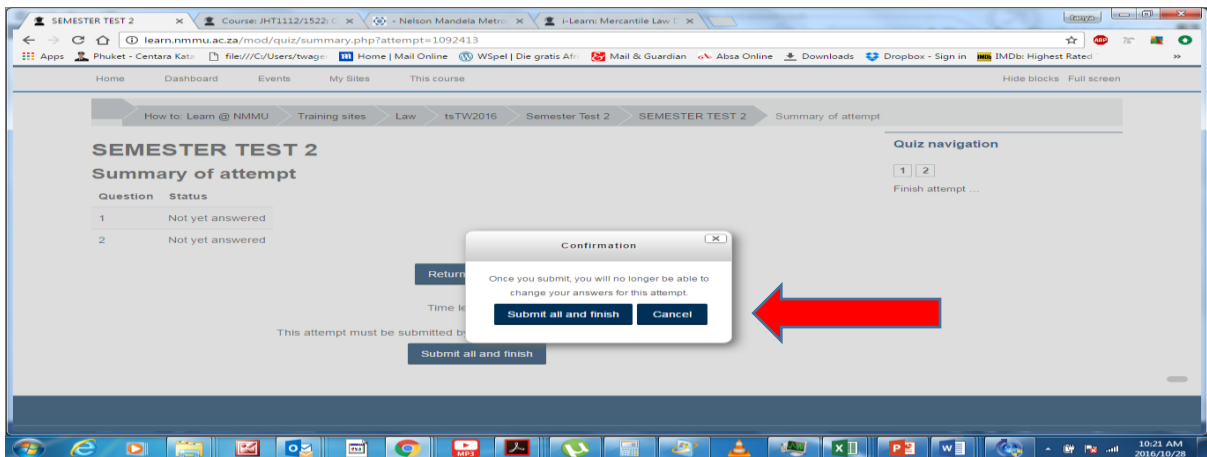 SEMESTER TEST 2
Course: JHT1112/1522: C
- Nelson Mandela Metro
i-Learn: Mercantile Law D
learn.nmmu.ac.za/mod/quiz/summary.php?attempt=1092413
ABP
Apps Phuket - Centara Kata file:///C:/Users/twage Home | Mail Online WSpel | Die gratis Afri Mail & Guardian Absa Online Downloads Dropbox - Sign in IMDb: Highest Rated »
Home Dashboard Events My Sites This course Hide blocks Full screen
How to: Learn @ NMMU Training sites Law tsTW2016 Semester Test 2 SEMESTER TEST 2 Summary of attempt
SEMESTER TEST 2
Summary of attempt
Question Status
1 Not yet answered
2 Not yet answered
Quiz navigation
1 2
Finish attempt ...
Confirmation
Once you submit, you will no longer be able to
change your answers for this attempt.
Submit all and finish Cancel
Return
Time le
This attempt must be submitted by
Submit all and finish
MP3
10:21 AM
2016/10/28